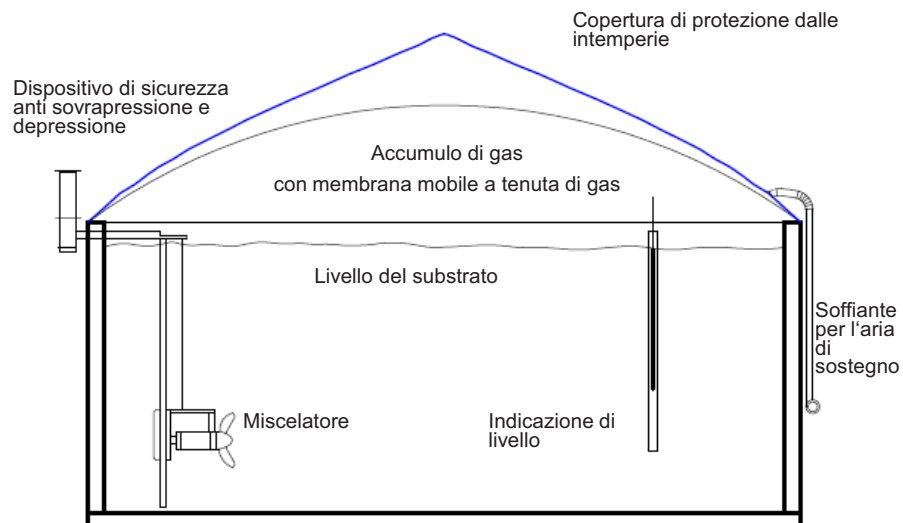 Copertura di protezione dalle
intemperie
Dispositivo di sicurezza
anti sovrapressione e
depressione
Accumulo di gas
con membrana mobile a tenuta di gas
Livello del substrato
Soffiante
per l‘aria
di
sostegno
Miscelatore
Indicazione di
livello